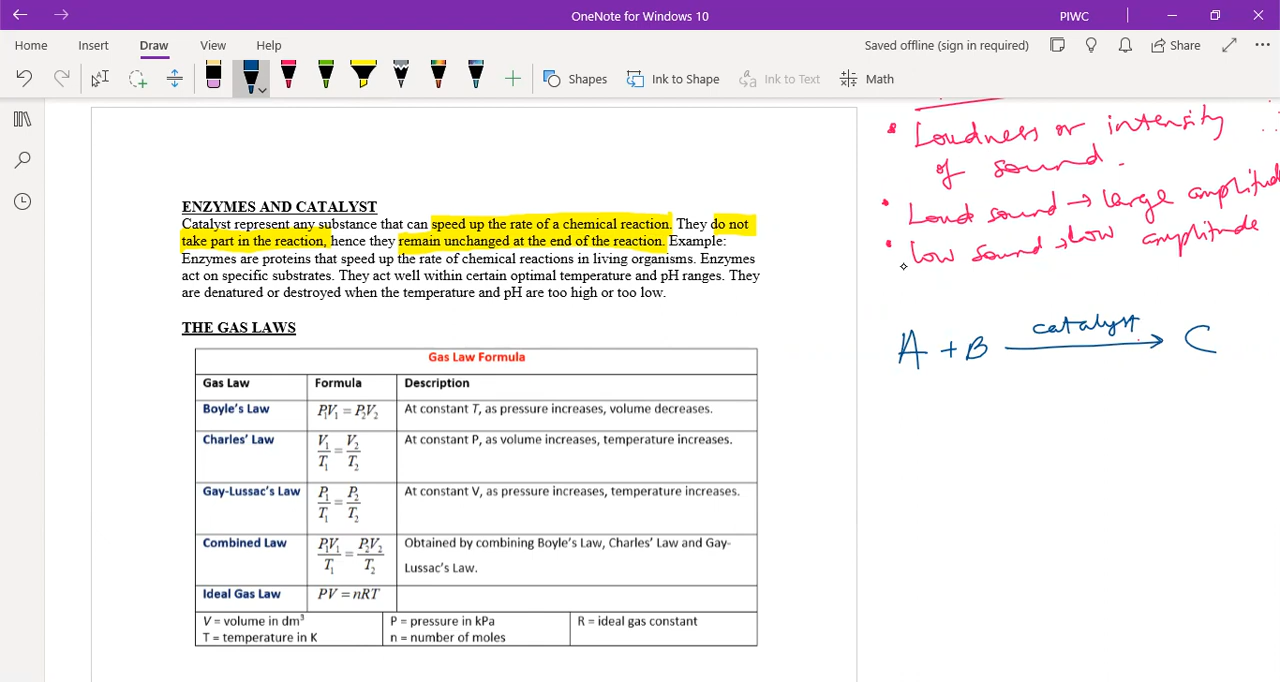 OneNote for Windows 10
PIWC
Home Insert Draw View Help
Saved offline (sign in required)
Share
Shapes
Ink to Shape
Ink to Text
Math
ENZYMES AND CATALYST
Catalyst represent any substance that can speed up the rate of a chemical reaction. They do not
take part in the reaction, hence they remain unchanged at the end of the reaction. Example:
Enzymes are proteins that speed up the rate of chemical reactions in living organisms. Enzymes
act on specific substrates. They act well within certain optimal temperature and pH ranges. They
are denatured or destroyed when the temperature and pH are too high or too low.
THE GAS LAWS
Gas Law Formula
Gas Law Formula Description
Boyle's Law P₁V₁ = P₂V₂ At constant T, as pressure increases, volume decreases.
Charles' Law V₁/T₁ = V₂/T₂ At constant P, as volume increases, temperature increases.
Gay-Lussac's Law P₁/T₁ = P₂/T₂ At constant V, as pressure increases, temperature increases.
Combined Law P₁V₁/T₁ = P₂V₂/T₂ Obtained by combining Boyle's Law, Charles' Law and Gay-
Lussac's Law.
Ideal Gas Law PV = nRT
V = volume in dm³ P = pressure in kPa R = ideal gas constant
T = temperature in K n = number of moles
• Loudness or intensity
of sound.
• Loud sound → large amplitude
• low sound → low amplitude
A + B catalyst → C